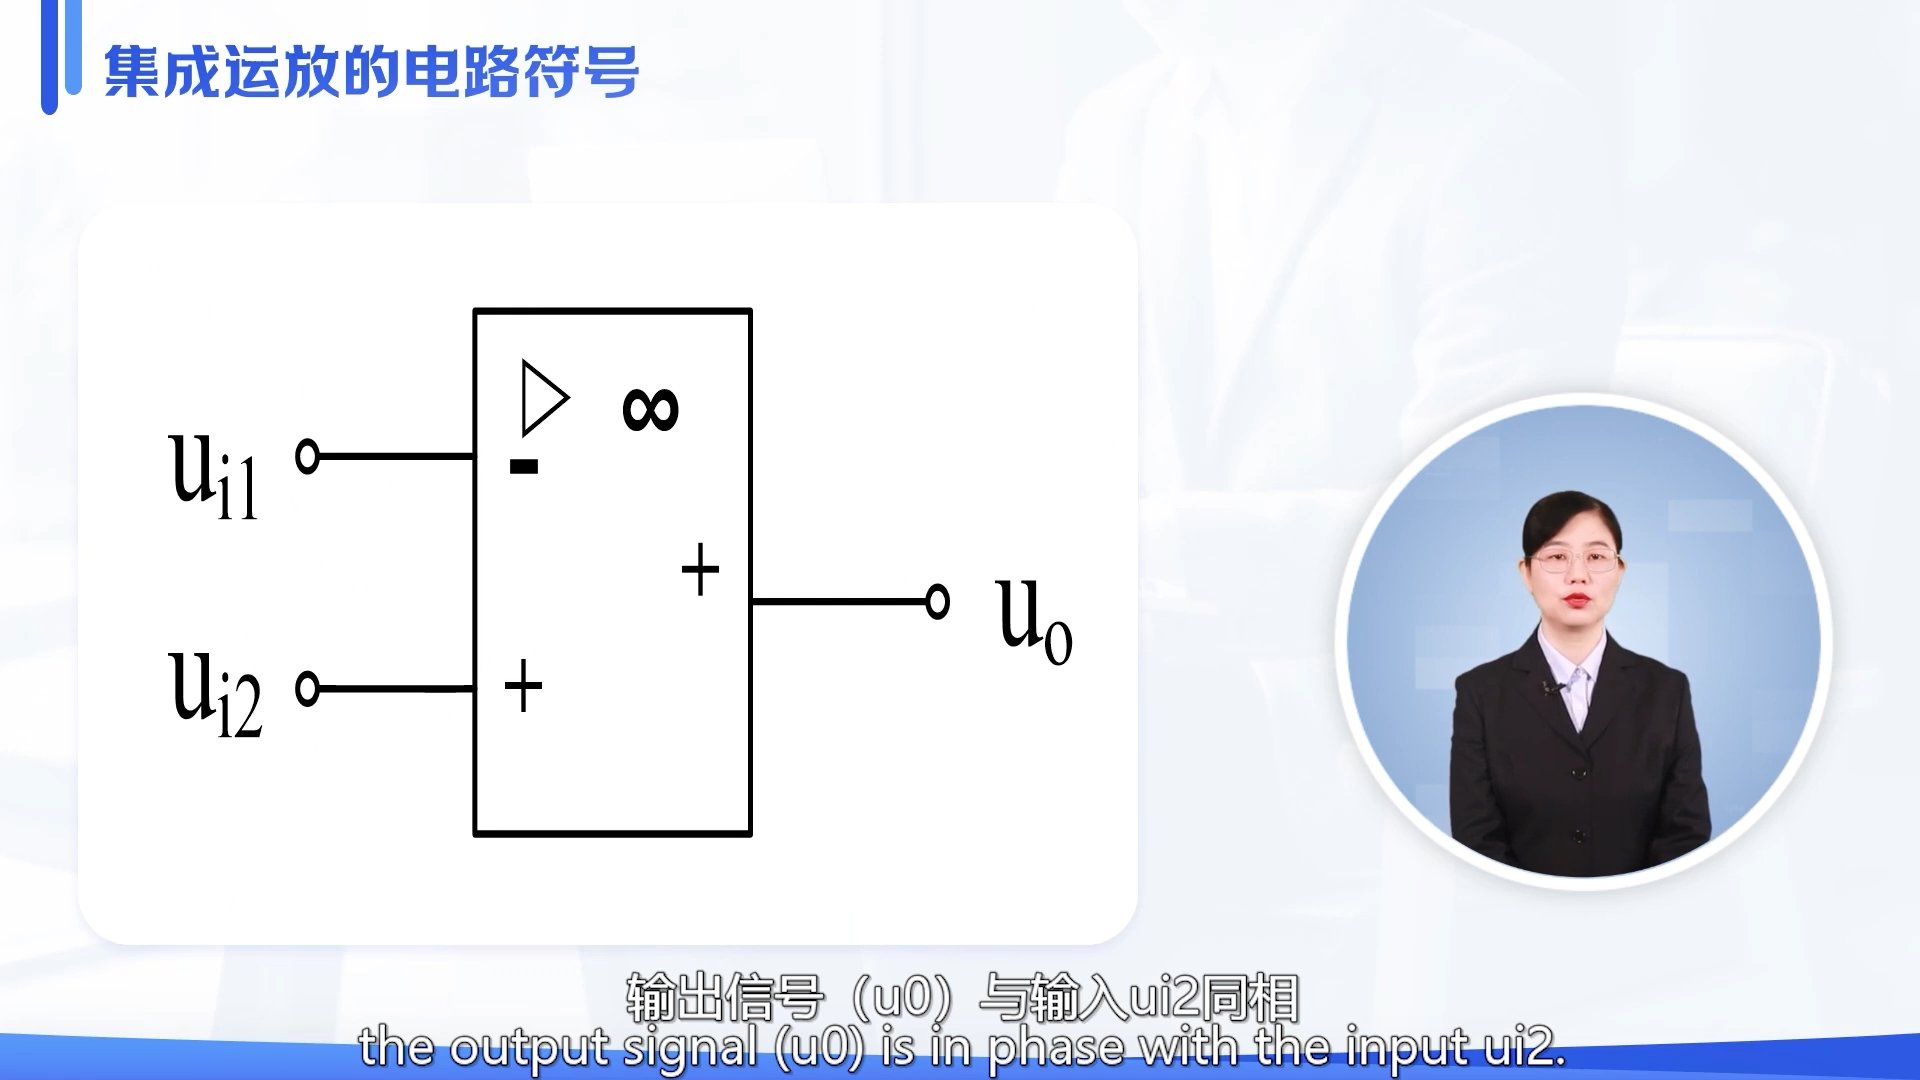 集成运放的电路符号
▷ ∞
ui1 -
+ uo
ui2 +
输出信号（u0）与输入ui2同相
the output signal (u0) is in phase with the input ui2.